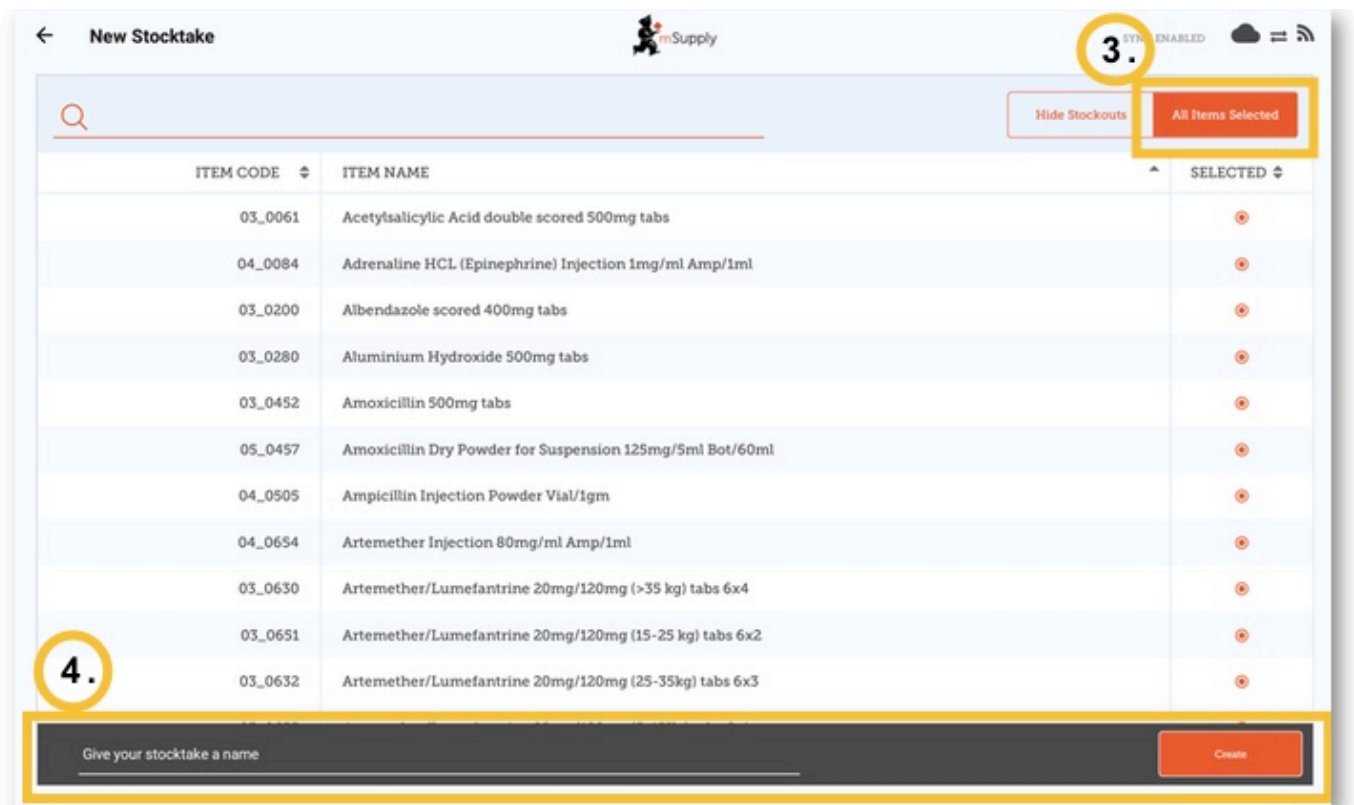 New Stocktake
mSupply
SYNC ENABLED
3.
Hide Stockouts
All Items Selected
ITEM CODE
ITEM NAME
SELECTED
03_0061 Acetylsalicylic Acid double scored 500mg tabs
04_0084 Adrenaline HCL (Epinephrine) Injection 1mg/ml Amp/1ml
03_0200 Albendazole scored 400mg tabs
03_0280 Aluminium Hydroxide 500mg tabs
03_0452 Amoxicillin 500mg tabs
05_0457 Amoxicillin Dry Powder for Suspension 125mg/5ml Bot/60ml
04_0505 Ampicillin Injection Powder Vial/1gm
04_0654 Artemether Injection 80mg/ml Amp/1ml
03_0630 Artemether/Lumefantrine 20mg/120mg (>35 kg) tabs 6x4
03_0651 Artemether/Lumefantrine 20mg/120mg (15-25 kg) tabs 6x2
4.
03_0632 Artemether/Lumefantrine 20mg/120mg (25-35kg) tabs 6x3
Give your stocktake a name
Create